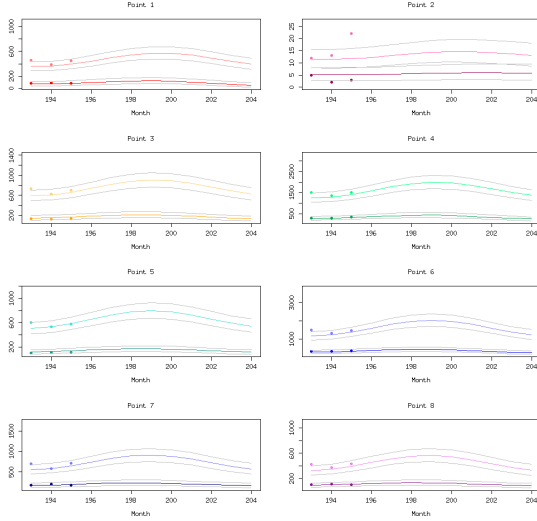 Point 1
Point 2
0 200 600 1000
0 5 10 15 20 25
194 196 198 200 202 204
194 196 198 200 202 204
Month
Month
Point 3
Point 4
200 600 1000 1400
500 1500 2500
194 196 198 200 202 204
194 196 198 200 202 204
Month
Month
Point 5
Point 6
200 600 1000
1000 3000
194 196 198 200 202 204
194 196 198 200 202 204
Month
Month
Point 7
Point 8
500 1000 1500
200 600 1000
194 196 198 200 202 204
194 196 198 200 202 204
Month
Month